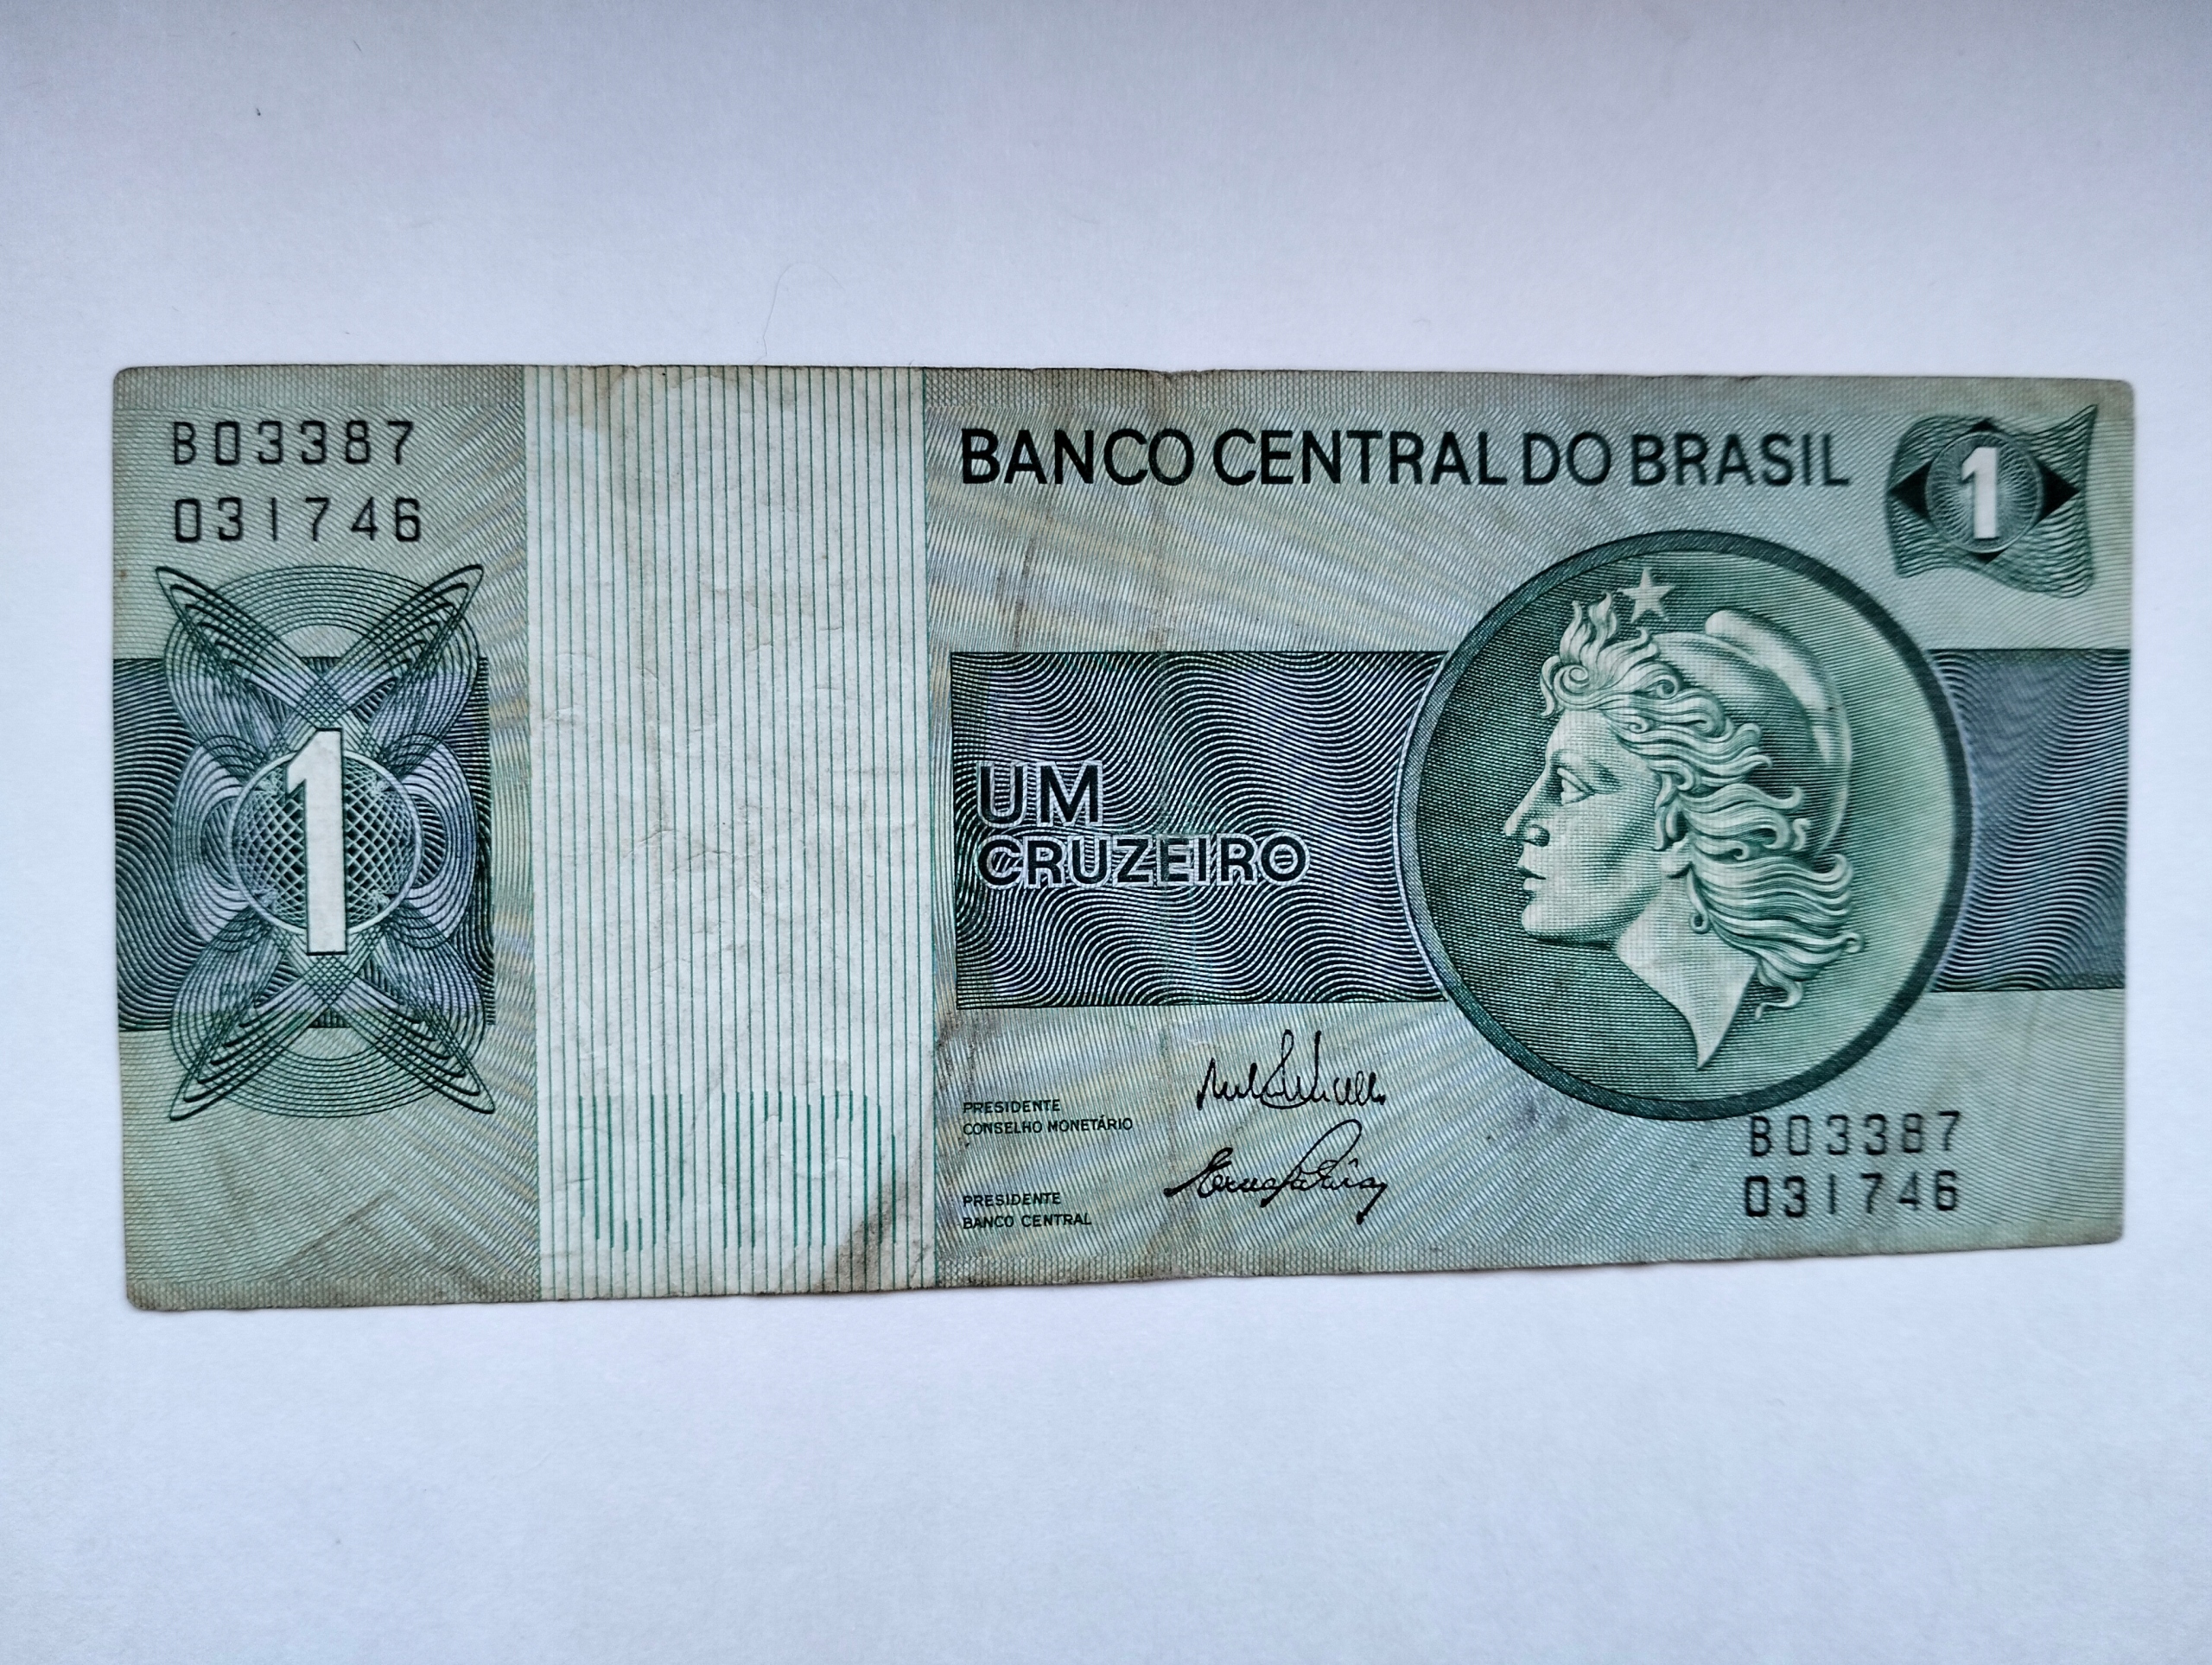 B03387
031746
BANCO CENTRAL DO BRASIL
1
1
UM
CRUZEIRO
PRESIDENTE
CONSELHO MONETÁRIO
PRESIDENTE
BANCO CENTRAL
B03387
031746